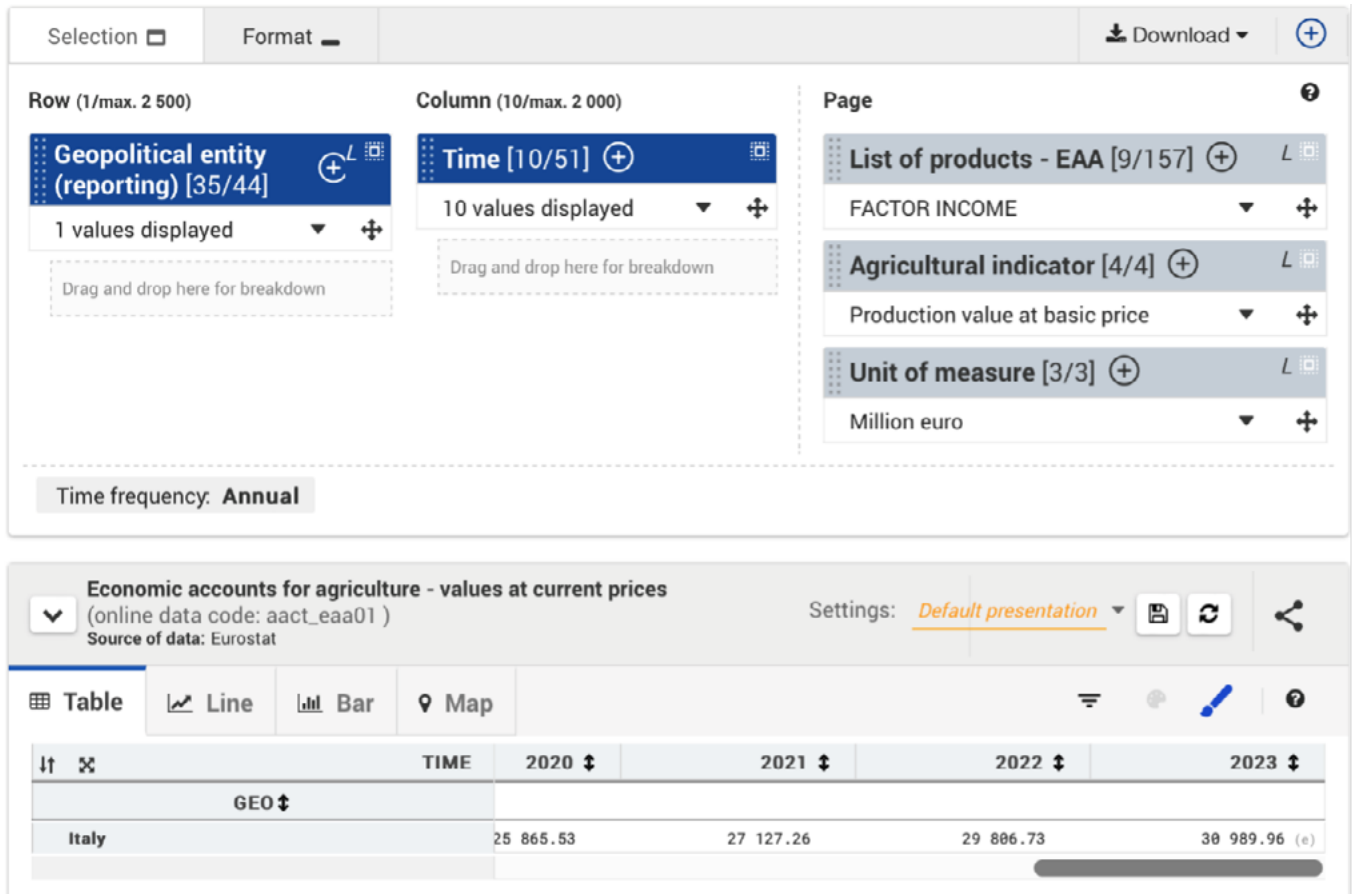 Selection
Format
Download
Row (1/max. 2 500)
Column (10/max. 2 000)
Page
Geopolitical entity
(reporting) [35/44]
L
1 values displayed
Drag and drop here for breakdown
Time [10/51]
10 values displayed
Drag and drop here for breakdown
List of products - EAA [9/157]
L
FACTOR INCOME
Agricultural indicator [4/4]
L
Production value at basic price
Unit of measure [3/3]
L
Million euro
Time frequency: Annual
Economic accounts for agriculture - values at current prices
(online data code: aact_eaa01 )
Source of data: Eurostat
Settings: Default presentation
Table Line Bar Map
TIME 2020 2021 2022 2023
GEO
Italy 25 865.53 27 127.26 29 806.73 30 989.96 (e)